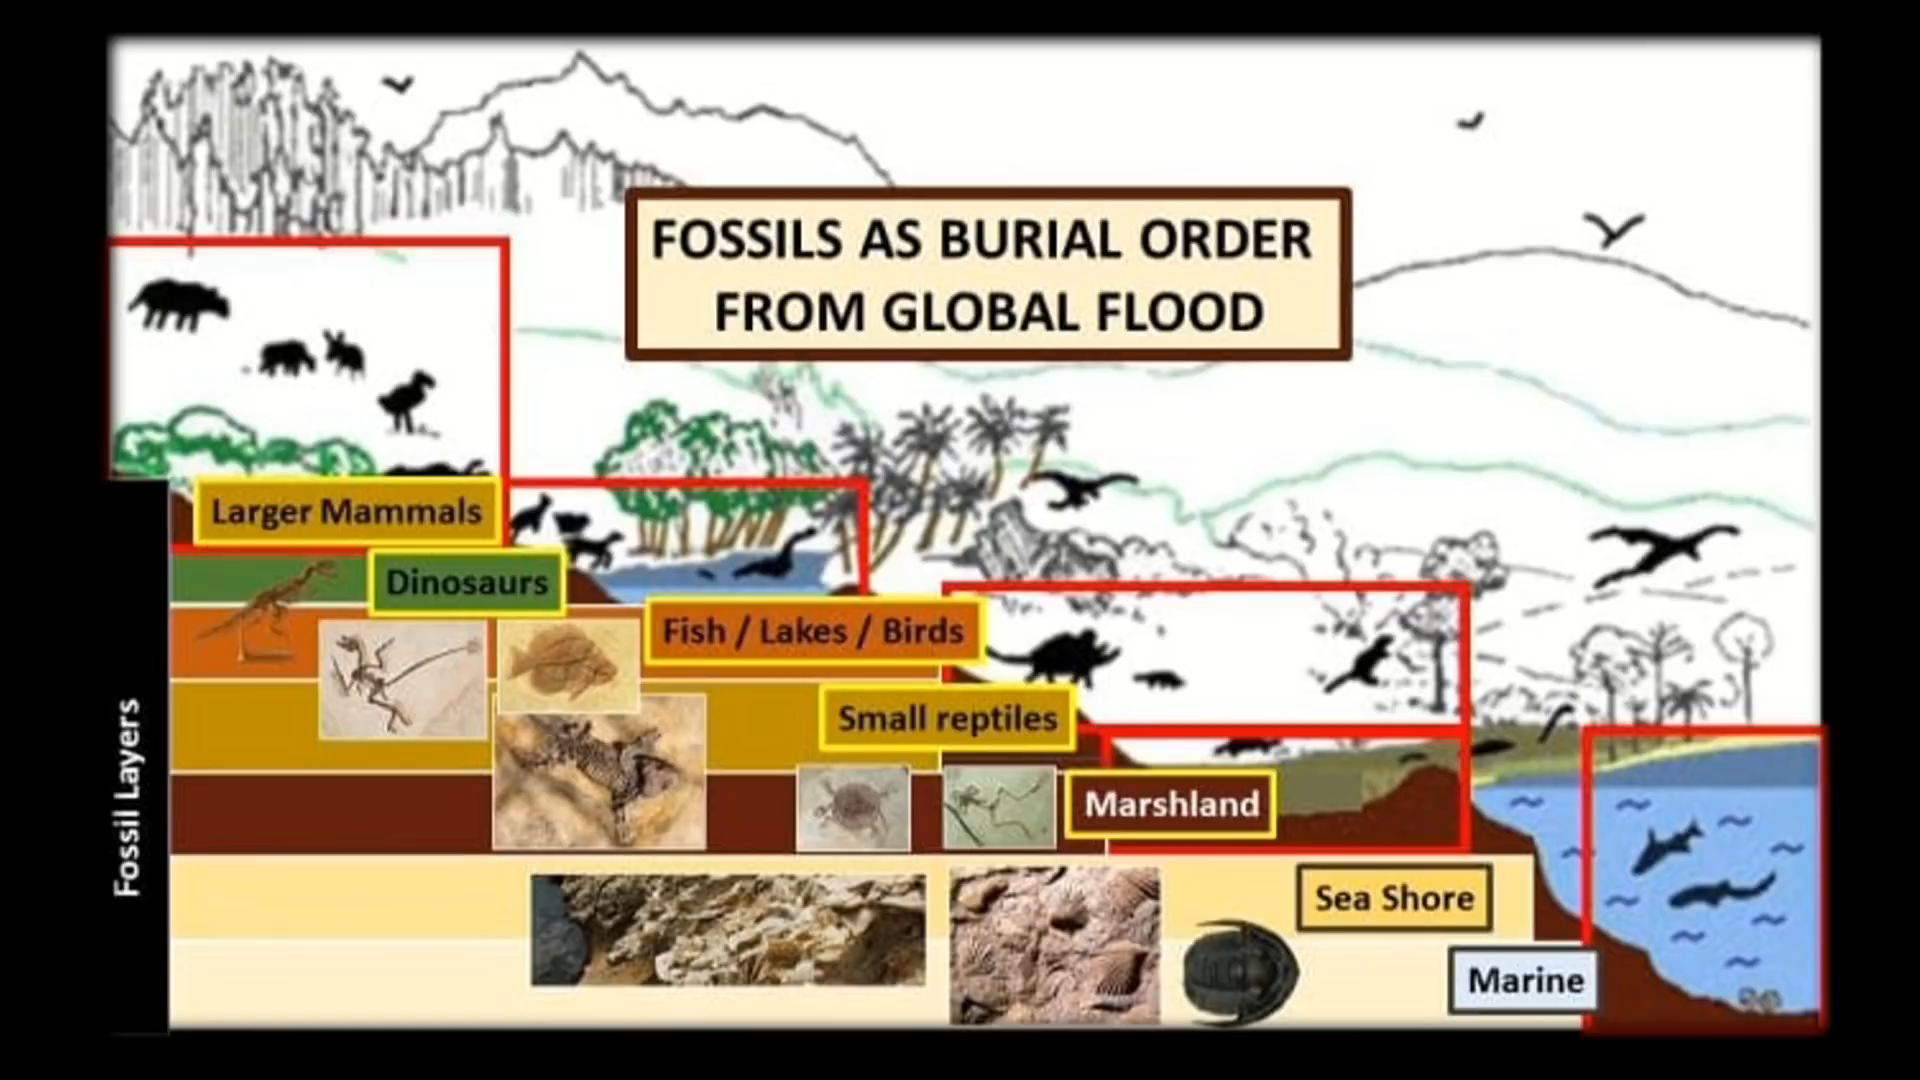 FOSSILS AS BURIAL ORDER
FROM GLOBAL FLOOD
Larger Mammals
Dinosaurs
Fish / Lakes / Birds
Small reptiles
Marshland
Sea Shore
Marine
Fossil Layers